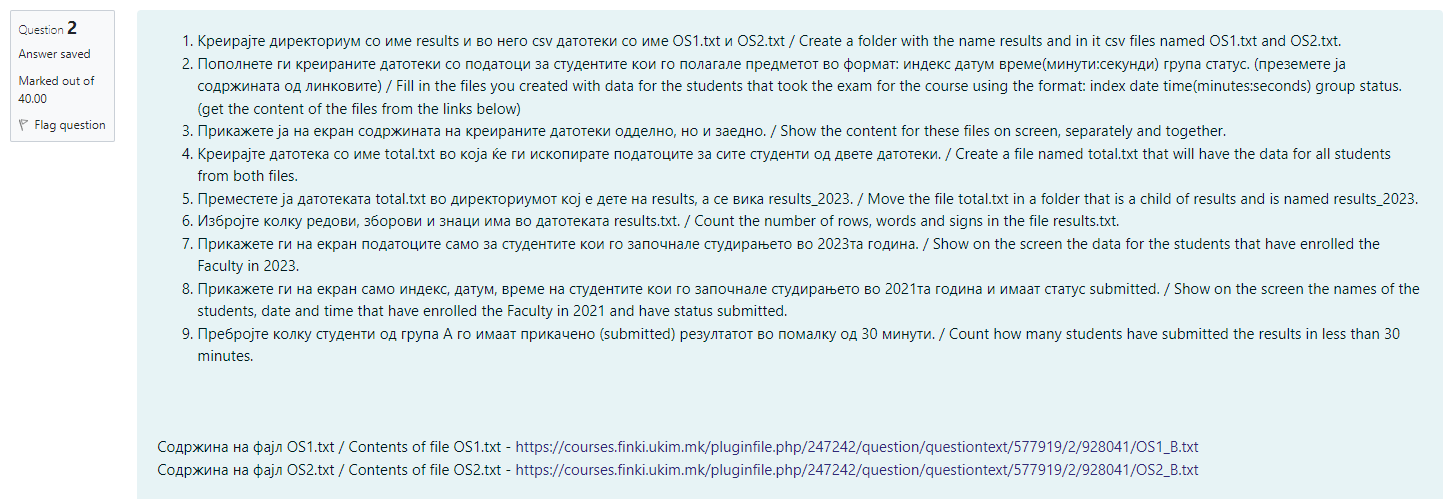 Question 2
Answer saved
Marked out of
40.00
Flag question
1. Креирајте директориум со име results и во него csv датотеки со име OS1.txt и OS2.txt / Create a folder with the name results and in it csv files named OS1.txt and OS2.txt.
2. Пополнете ги креираните датотеки со податоци за студентите кои го полагале предметот во формат: индекс датум време(минути:секунди) група статус. (преземете ја
содржината од линковите) / Fill in the files you created with data for the students that took the exam for the course using the format: index date time(minutes:seconds) group status.
(get the content of the files from the links below)
3. Прикажете ја на екран содржината на креираните датотеки одделно, но и заедно. / Show the content for these files on screen, separately and together.
4. Креирајте датотека со име total.txt во која ќе ги ископирате податоците за сите студенти од двете датотеки. / Create a file named total.txt that will have the data for all students
from both files.
5. Преместете ја датотеката total.txt во директориумот кој е дете на results, а се вика results_2023. / Move the file total.txt in a folder that is a child of results and is named results_2023.
6. Избројте колку редови, зборови и знаци има во датотеката results.txt. / Count the number of rows, words and signs in the file results.txt.
7. Прикажете ги на екран податоците само за студентите кои го започнале студирањето во 2023та година. / Show on the screen the data for the students that have enrolled the
Faculty in 2023.
8. Прикажете ги на екран само индекс, датум, време на студентите кои го започнале студирањето во 2021та година и имаат статус submitted. / Show on the screen the names of the
students, date and time that have enrolled the Faculty in 2021 and have status submitted.
9. Пребројте колку студенти од група А го имаат прикачено (submitted) резултатот во помалку од 30 минути. / Count how many students have submitted the results in less than 30
minutes.
Содржина на фајл OS1.txt / Contents of file OS1.txt - https://courses.finki.ukim.mk/pluginfile.php/247242/question/questiontext/577919/2/928041/OS1_B.txt
Содржина на фајл OS2.txt / Contents of file OS2.txt - https://courses.finki.ukim.mk/pluginfile.php/247242/question/questiontext/577919/2/928041/OS2_B.txt